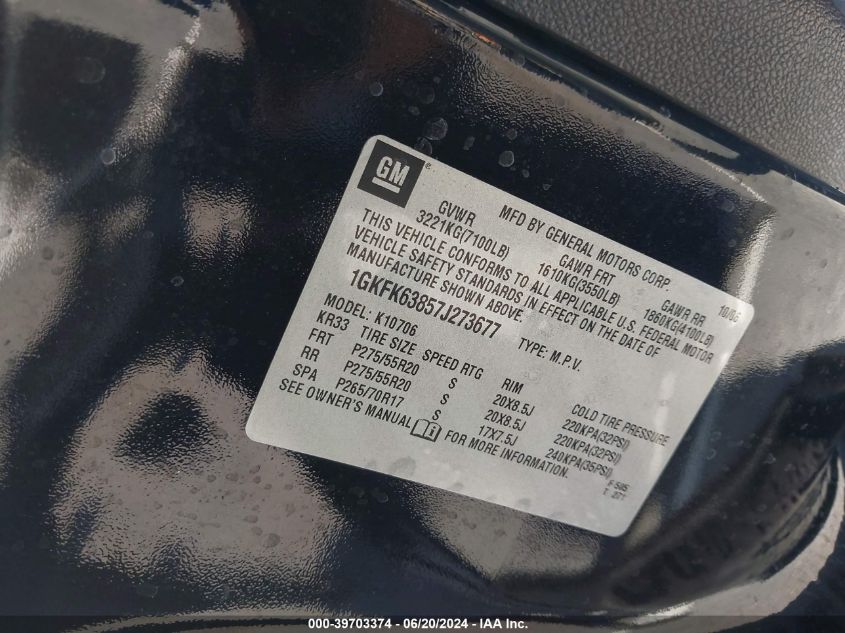 GM®
MFD BY GENERAL MOTORS CORP. 10/06
GVWR GAWR FRT GAWR RR
3221KG(7100LB) 1610KG(3550LB) 1860KG(4100LB)
THIS VEHICLE CONFORMS TO ALL APPLICABLE U.S. FEDERAL MOTOR
VEHICLE SAFETY STANDARDS IN EFFECT ON THE DATE OF
MANUFACTURE SHOWN ABOVE.
1GKFK63857J273677 TYPE: M.P.V.
MODEL: K10706
KR33 TIRE SIZE SPEED RTG RIM COLD TIRE PRESSURE
FRT P275/55R20 S 20X8.5J 220KPA(32PSI)
RR P275/55R20 S 20X8.5J 220KPA(32PSI)
SPA P265/70R17 S 17X7.5J 240KPA(35PSI)
SEE OWNER'S MANUAL FOR MORE INFORMATION.
000-39703374 - 06/20/2024 - IAA Inc.